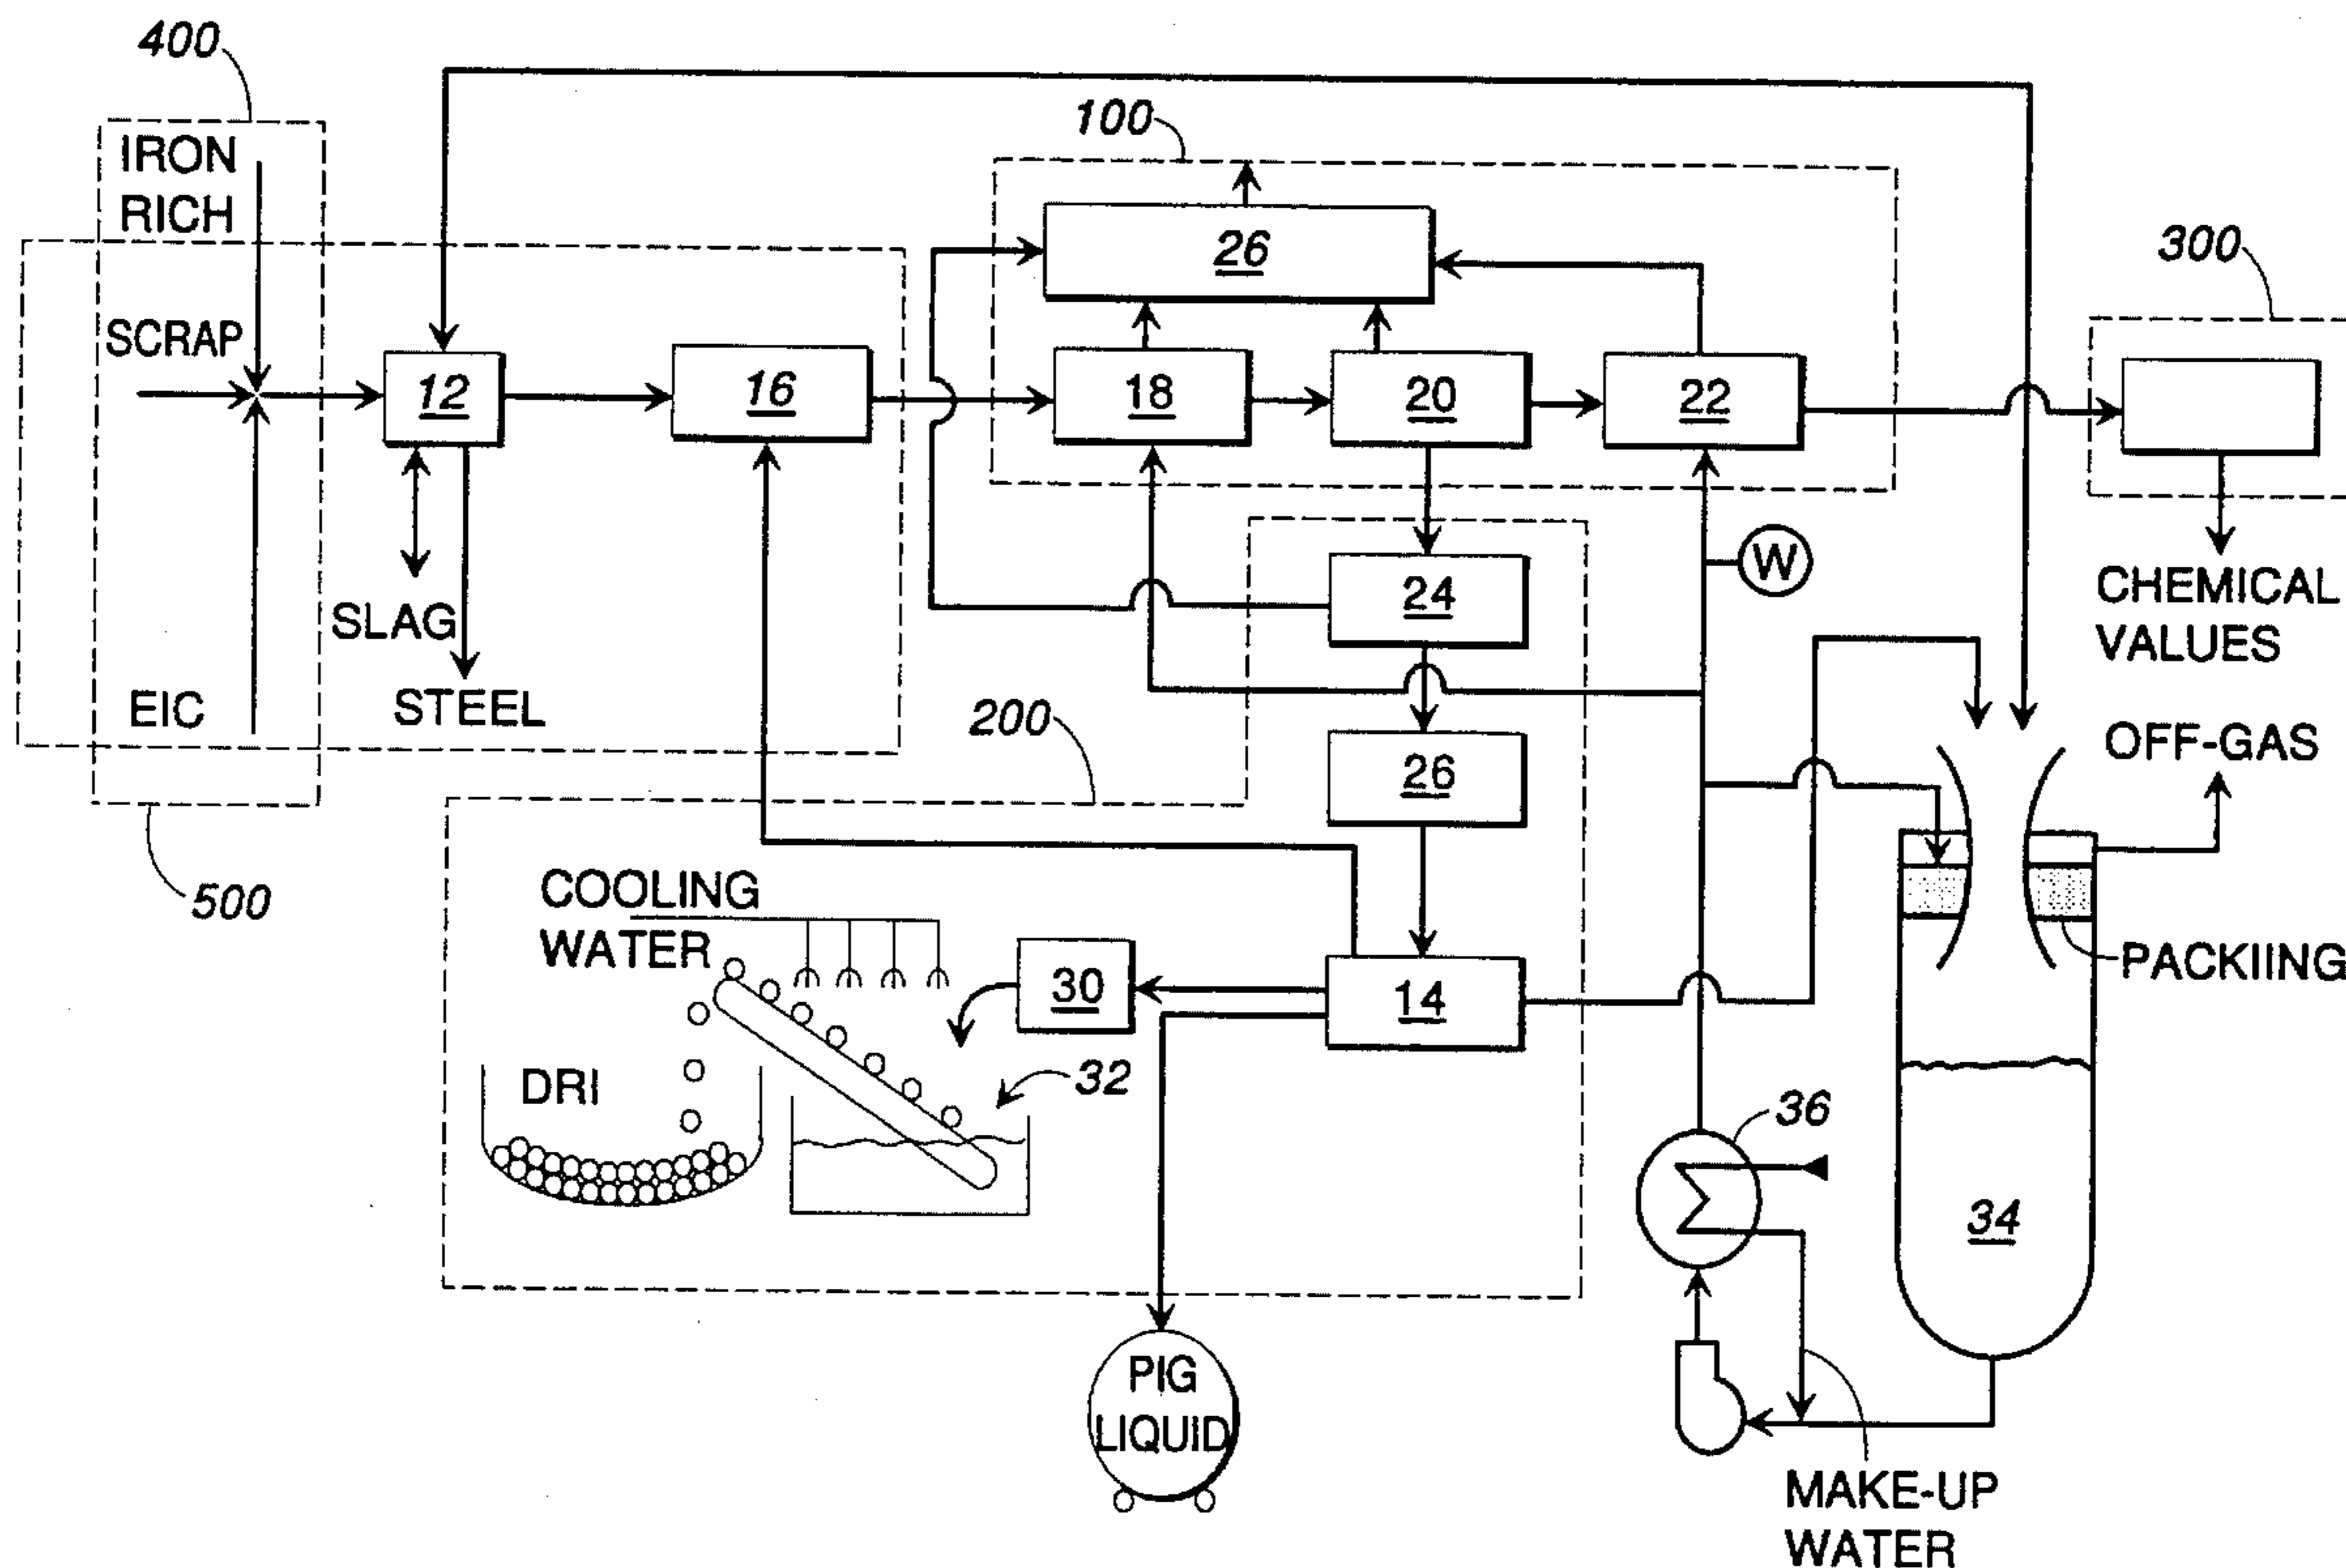 400
100
IRON
RICH
26
300
SCRAP
12
16
18
20
22
W
24
SLAG
CHEMICAL
VALUES
EIC
STEEL
200
OFF-GAS
26
500
COOLING
WATER
PACKIING
30
14
DRI
32
36
34
PIG
LIQUID
MAKE-UP
WATER